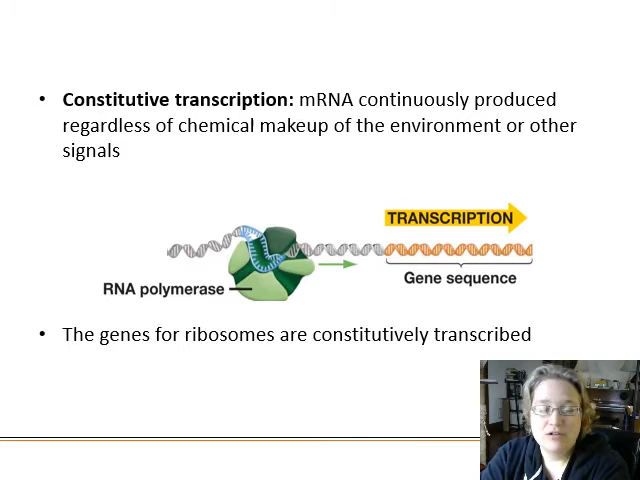 • Constitutive transcription: mRNA continuously produced
regardless of chemical makeup of the environment or other
signals
TRANSCRIPTION
Gene sequence
RNA polymerase
• The genes for ribosomes are constitutively transcribed